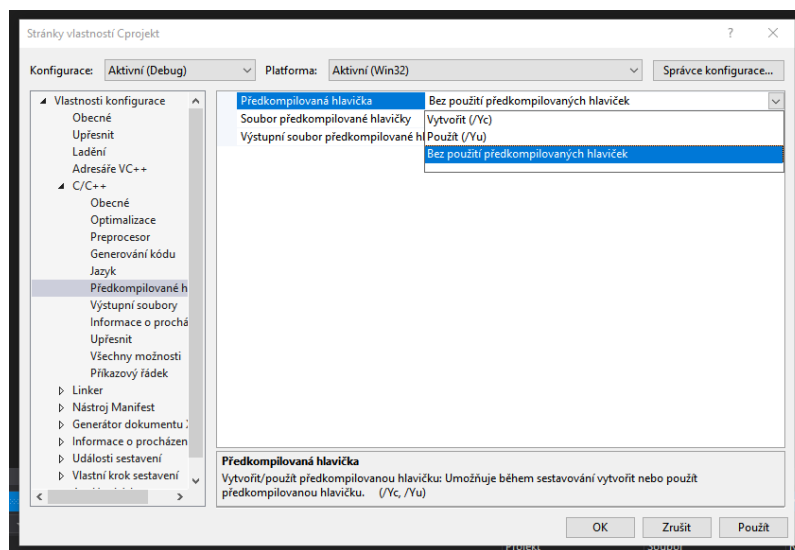 Stránky vlastností Cprojekt
Konfigurace: Aktivní (Debug) Platforma: Aktivní (Win32) Správce konfigurace...
Vlastnosti konfigurace
Obecné
Upřesnit
Ladění
Adresáře VC++
C/C++
Obecné
Optimalizace
Preprocesor
Generování kódu
Jazyk
Předkompilované h
Výstupní soubory
Informace o prochá
Upřesnit
Všechny možnosti
Příkazový řádek
Linker
Nástroj Manifest
Generátor dokumentu
Informace o procházen
Události sestavení
Vlastní krok sestavení
Předkompilovaná hlavička Bez použití předkompilovaných hlaviček
Soubor předkompilované hlavičky Vytvořit (/Yc)
Výstupní soubor předkompilované hl Použít (/Yu)
Bez použití předkompilovaných hlaviček
Předkompilovaná hlavička
Vytvořit/použít předkompilovanou hlavičku: Umožňuje během sestavování vytvořit nebo použít
předkompilovanou hlavičku. (/Yc, /Yu)
OK Zrušit Použít